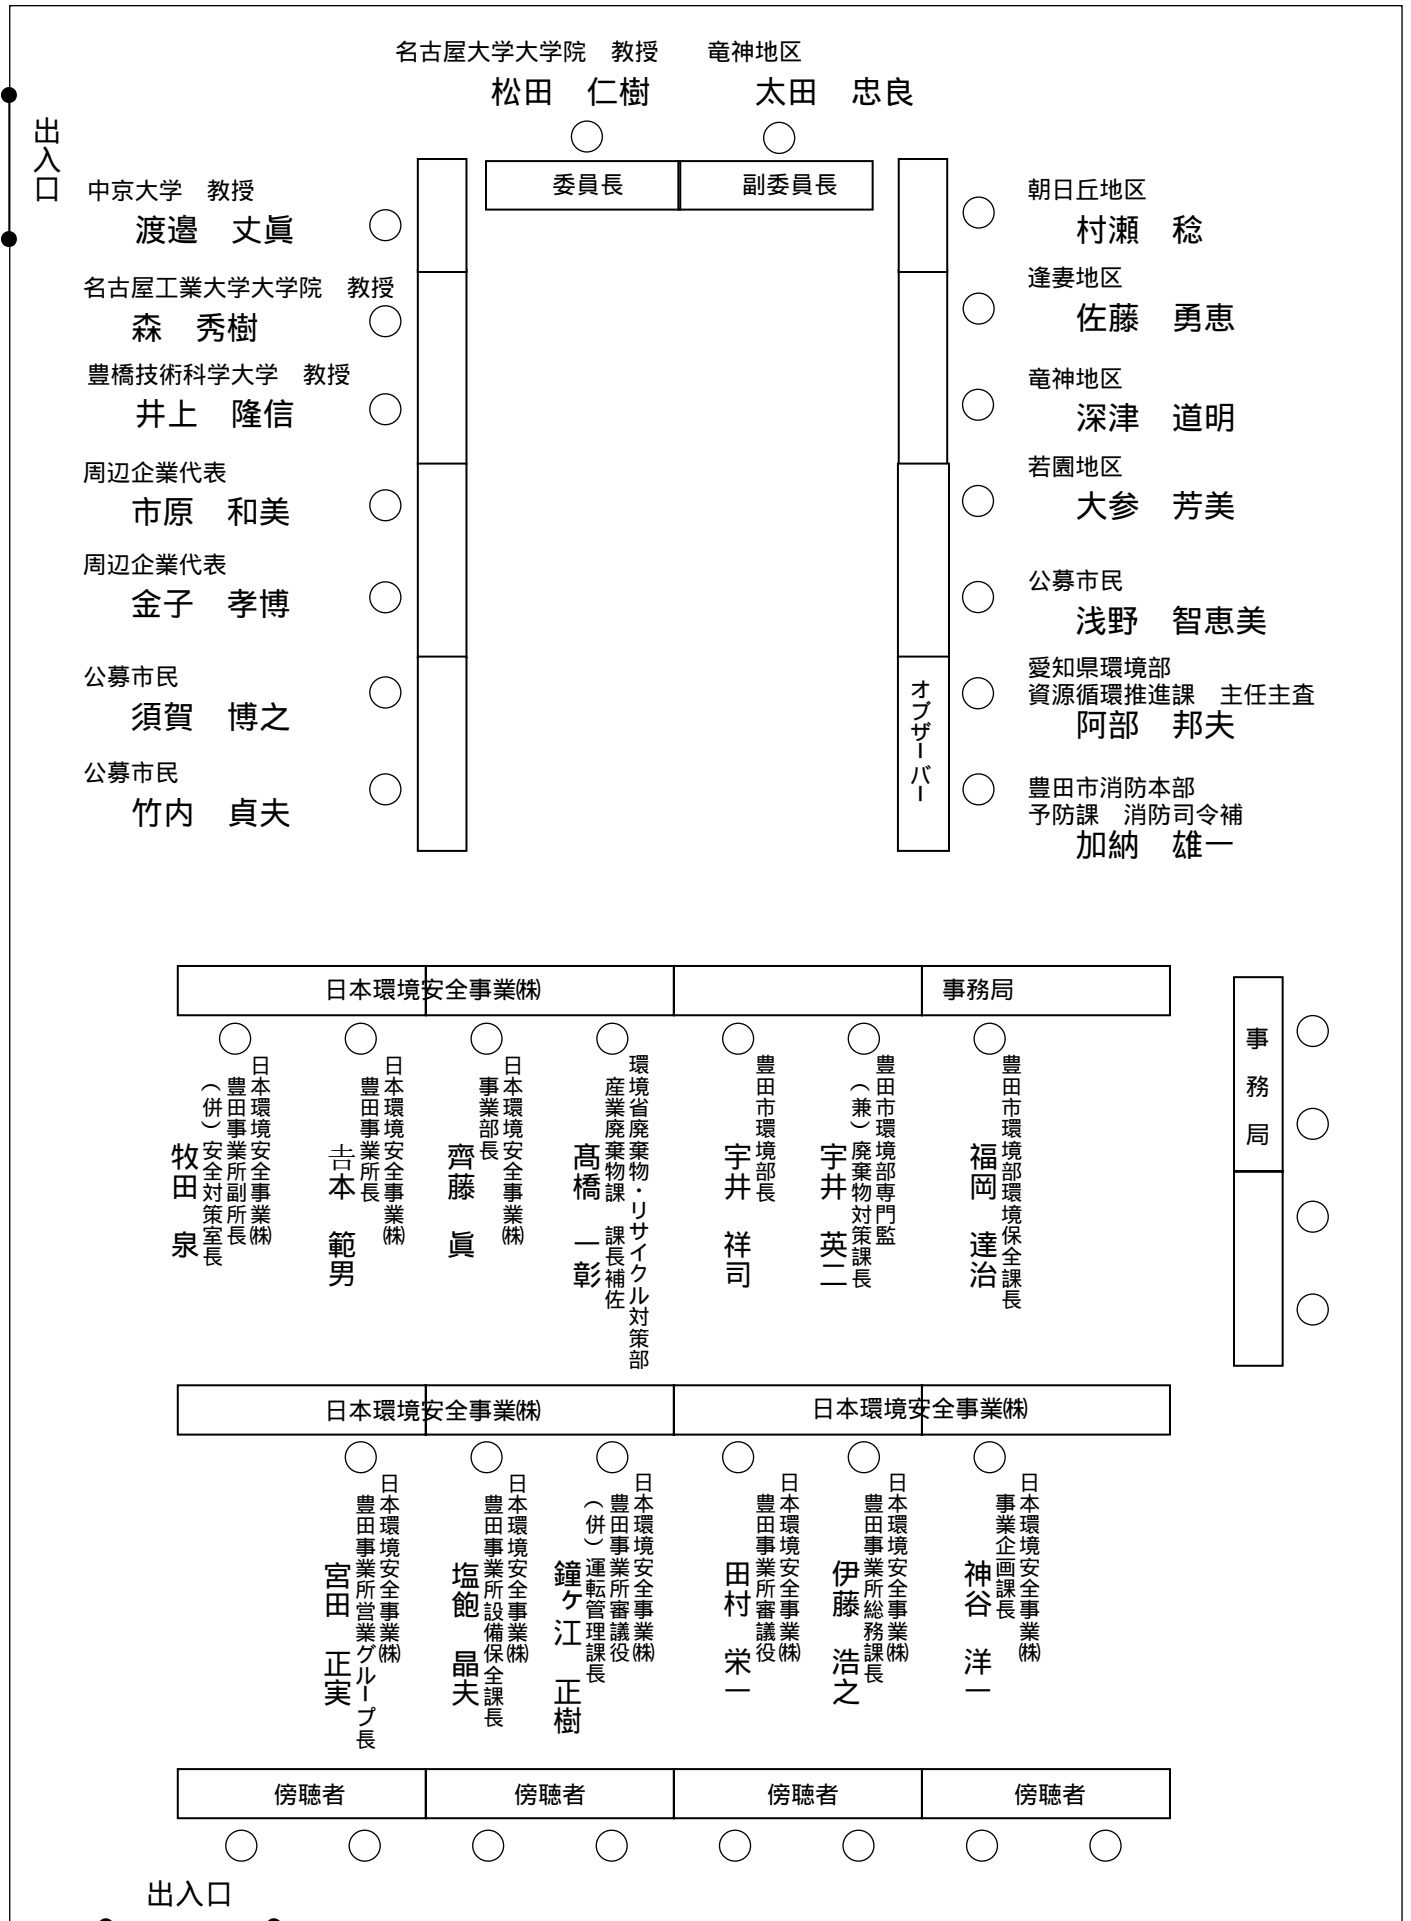 名古屋大学大学院　教授
松田　仁樹
竜神地区
太田　忠良
出入口
委員長
副委員長
中京大学　教授
渡邉　丈眞
名古屋工業大学大学院　教授
森　秀樹
豊橋技術科学大学　教授
井上　隆信
周辺企業代表
市原　和美
周辺企業代表
金子　孝博
公募市民
須賀　博之
公募市民
竹内　貞夫
朝日丘地区
村瀬　稔
逢妻地区
佐藤　勇恵
竜神地区
深津　道明
若園地区
大参　芳美
公募市民
浅野　智恵美
愛知県環境部
資源循環推進課　主任主査
阿部　邦夫
オブザーバー
豊田市消防本部
予防課　消防司令補
加納　雄一
日本環境安全事業㈱
事務局
事務局
日本環境安全事業㈱
豊田事業所副所長
（併）安全対策室長
牧田　泉
日本環境安全事業㈱
豊田事業所長
𠮷本　範男
日本環境安全事業㈱
事業部長
齊藤　眞
環境省廃棄物・リサイクル対策部
産業廃棄物課　課長補佐
髙橋　一彰
豊田市環境部長
宇井　祥司
豊田市環境部専門監
（兼）廃棄物対策課長
宇井　英二
豊田市環境部環境保全課長
福岡　達治
日本環境安全事業㈱
日本環境安全事業㈱
日本環境安全事業㈱
豊田事業所営業グループ長
宮田　正実
日本環境安全事業㈱
豊田事業所設備保全課長
塩飽　晶夫
日本環境安全事業㈱
豊田事業所審議役
（併）運転管理課長
鐘ヶ江　正樹
日本環境安全事業㈱
豊田事業所審議役
田村　栄一
日本環境安全事業㈱
豊田事業所総務課長
伊藤　浩之
日本環境安全事業㈱
事業企画課長
神谷　洋一
傍聴者
傍聴者
傍聴者
傍聴者
出入口